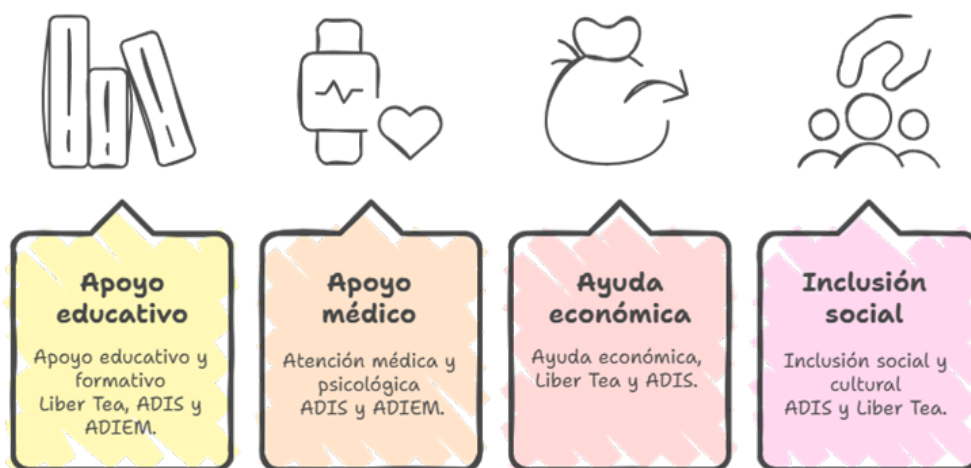 Apoyo
educativo
Apoyo educativo y
formativo
Liber Tea, ADIS y
ADIEM.
Apoyo
médico
Atención médica y
psicológica
ADIS y ADIEM.
Ayuda
económica
Ayuda económica,
Liber Tea y ADIS.
Inclusión
social
Inclusión social y
cultural
ADIS y Liber Tea.